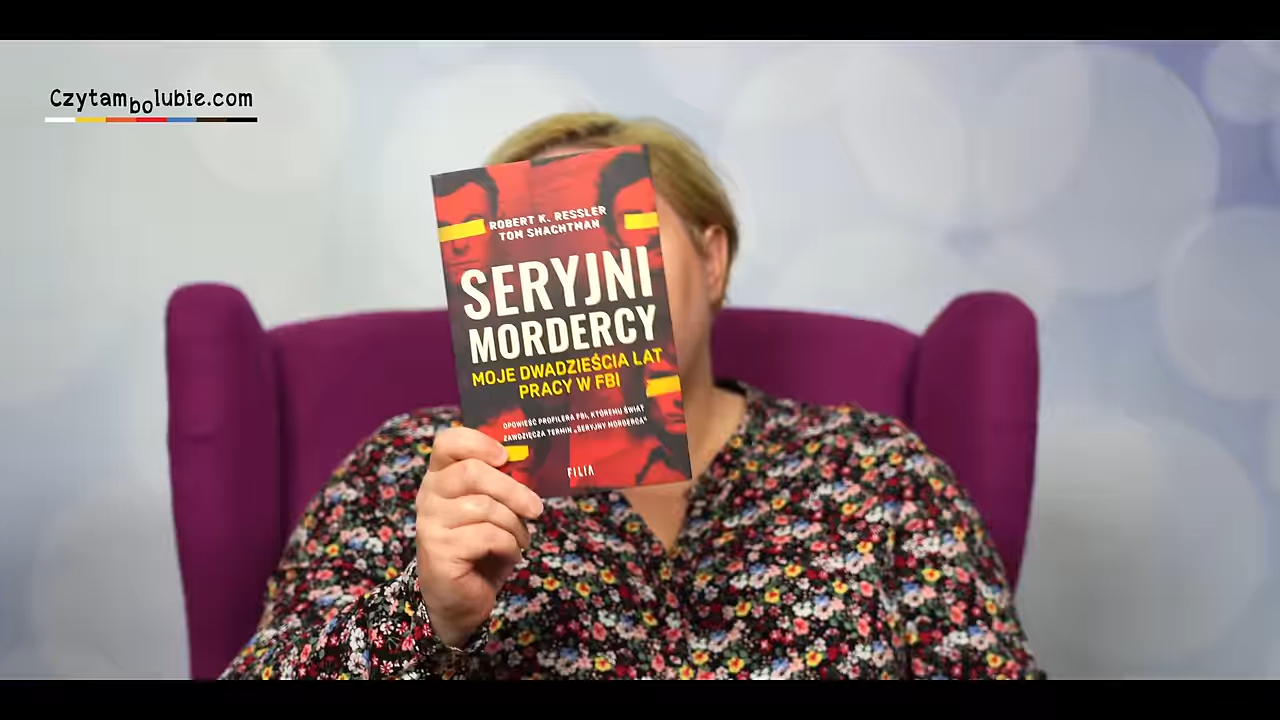 Czytambolubie.com
ROBERT K. RESSLER
TOM SHACHTMAN
SERYJNI
MORDERCY
MOJE DWADZIEŚCIA LAT
PRACY W FBI
OPOWIEŚĆ PROFILERA FBI, KTÓREMU ŚWIAT
ZAWDZIĘCZA TERMIN „SERYJNY MORDERCA”
FILIA